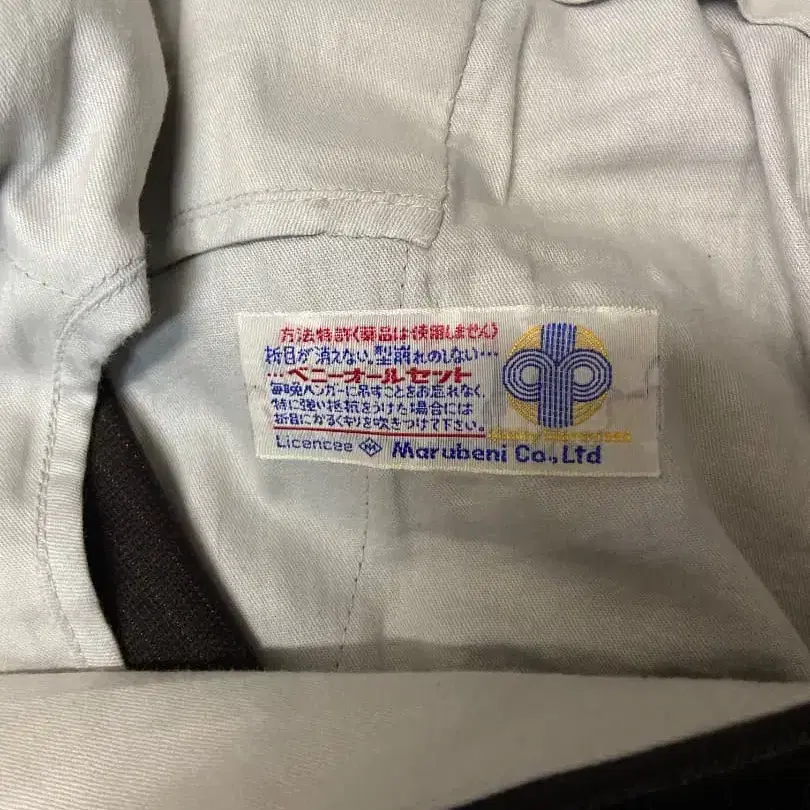 方法特許(薬品は使用しません)
折目が消えない、型崩れのしない…
…ベニーオールセット
毎晩ハンガーに吊すことをお忘れなく、
特に強い抵抗をうけた場合には
折目にかるくキリを吹きつけて下さい。
Licencee Marubeni Co.,Ltd